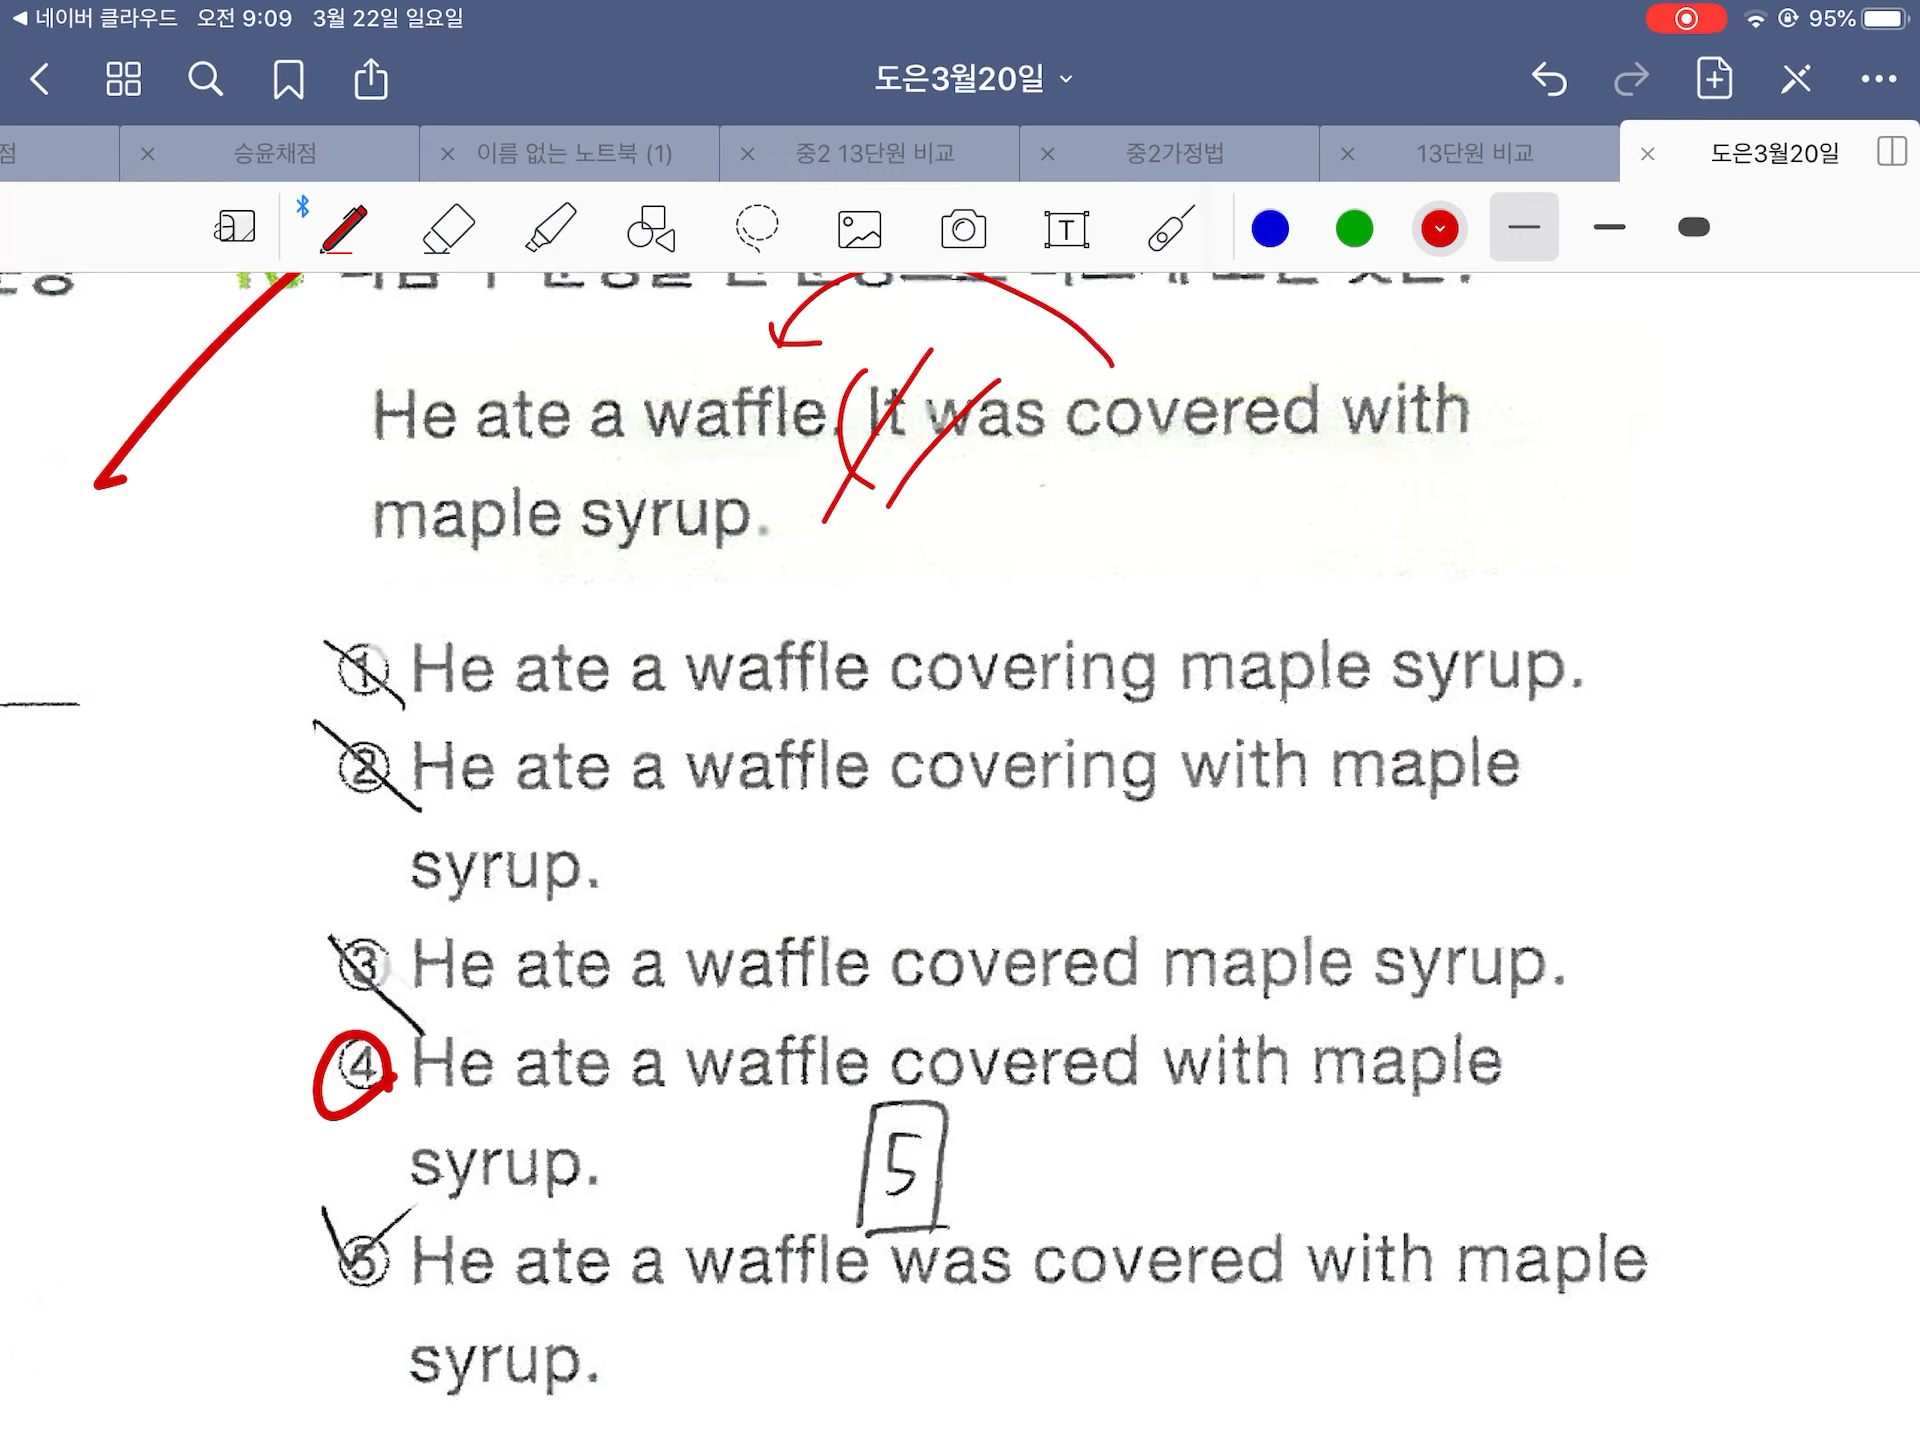 네이버 클라우드 오전 9:09 3월 22일 일요일 95%
도은3월20일
점 승윤채점 이름 없는 노트북 (1) 중2 13단원 비교 중2가정법 13단원 비교 도은3월20일
He ate a waffle. It was covered with
maple syrup.
① He ate a waffle covering maple syrup.
② He ate a waffle covering with maple
syrup.
③ He ate a waffle covered maple syrup.
④ He ate a waffle covered with maple
syrup.
5
⑤ He ate a waffle was covered with maple
syrup.